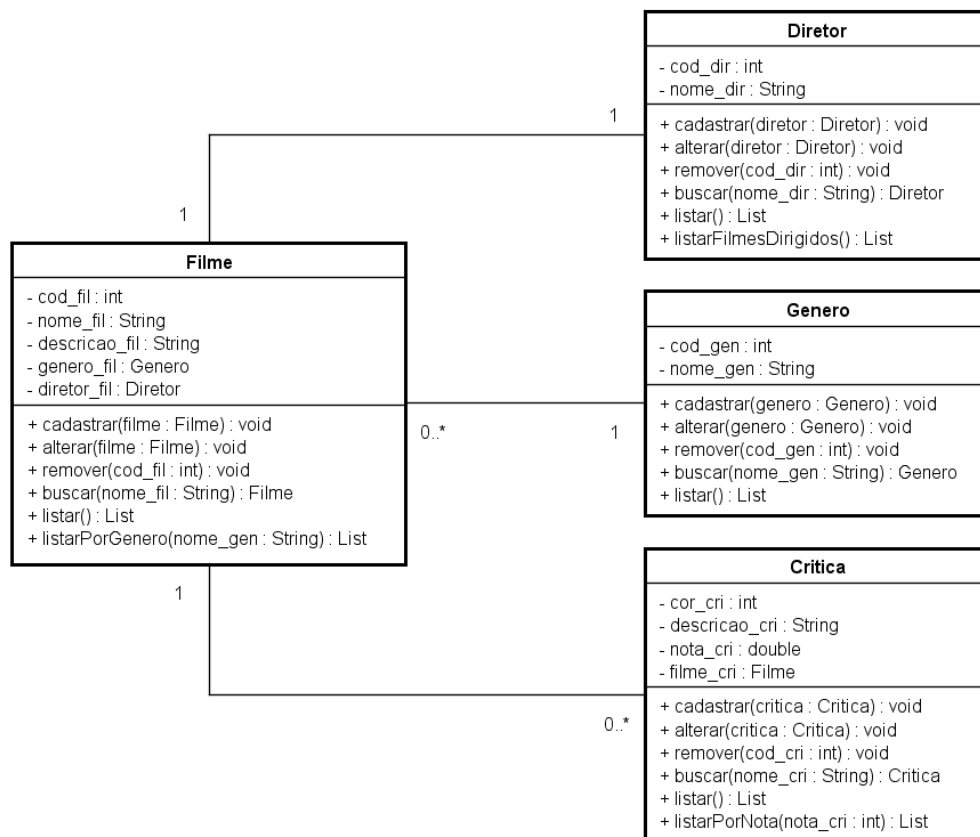 Diretor
- cod_dir : int
- nome_dir : String
+ cadastrar(diretor : Diretor) : void
+ alterar(diretor : Diretor) : void
+ remover(cod_dir : int) : void
+ buscar(nome_dir : String) : Diretor
+ listar() : List
+ listarFilmesDirigidos() : List
1
1
Filme
- cod_fil : int
- nome_fil : String
- descricao_fil : String
- genero_fil : Genero
- diretor_fil : Diretor
+ cadastrar(filme : Filme) : void
+ alterar(filme : Filme) : void
+ remover(cod_fil : int) : void
+ buscar(nome_fil : String) : Filme
+ listar() : List
+ listarPorGenero(nome_gen : String) : List
0..*
1
Genero
- cod_gen : int
- nome_gen : String
+ cadastrar(genero : Genero) : void
+ alterar(genero : Genero) : void
+ remover(cod_gen : int) : void
+ buscar(nome_gen : String) : Genero
+ listar() : List
1
0..*
Critica
- cor_cri : int
- descricao_cri : String
- nota_cri : double
- filme_cri : Filme
+ cadastrar(critica : Critica) : void
+ alterar(critica : Critica) : void
+ remover(cod_cri : int) : void
+ buscar(nome_cri : String) : Critica
+ listar() : List
+ listarPorNota(nota_cri : int) : List